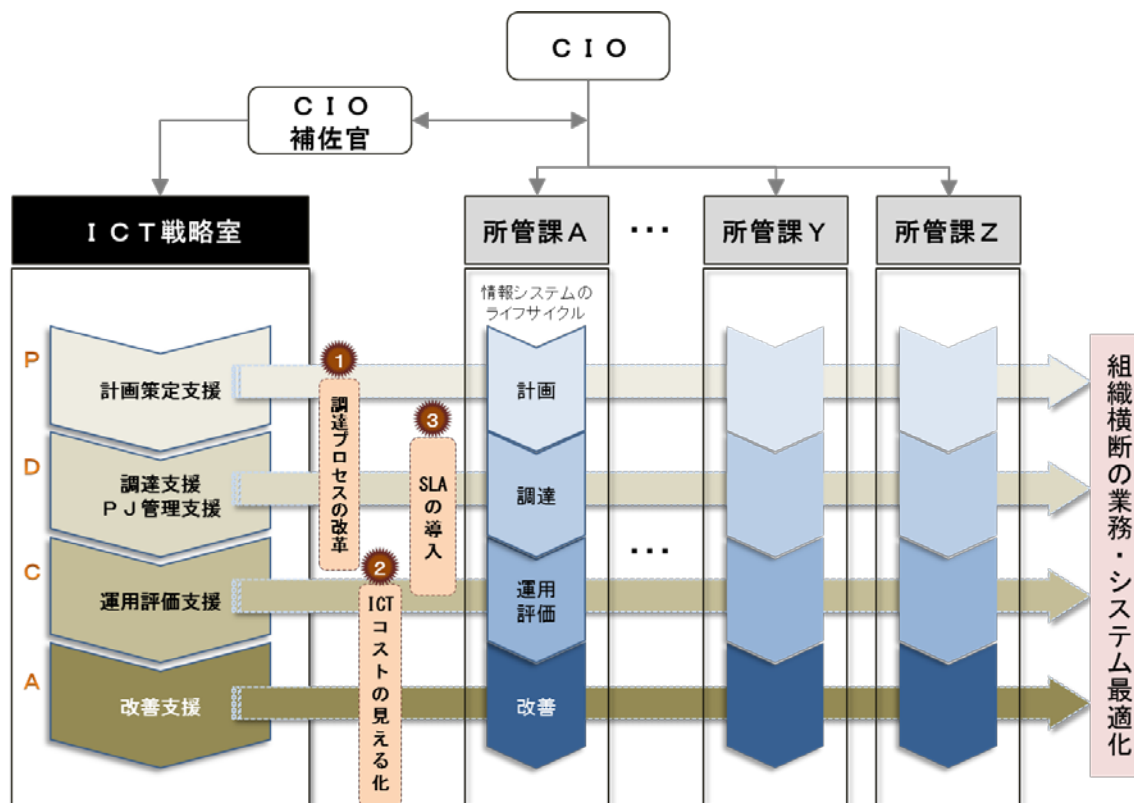 ＣＩＯ
ＣＩＯ
補佐官
ＩＣＴ戦略室
所管課Ａ
･･･
所管課Ｙ
所管課Ｚ
情報システムの
ライフサイクル
P
計画策定支援
1
調達プロセスの改革
計画
D
調達支援
ＰＪ管理支援
3
SLAの導入
調達
C
運用評価支援
2
ICTコストの見える化
運用
評価
･･･
A
改善支援
改善
組織横断の業務・システム最適化